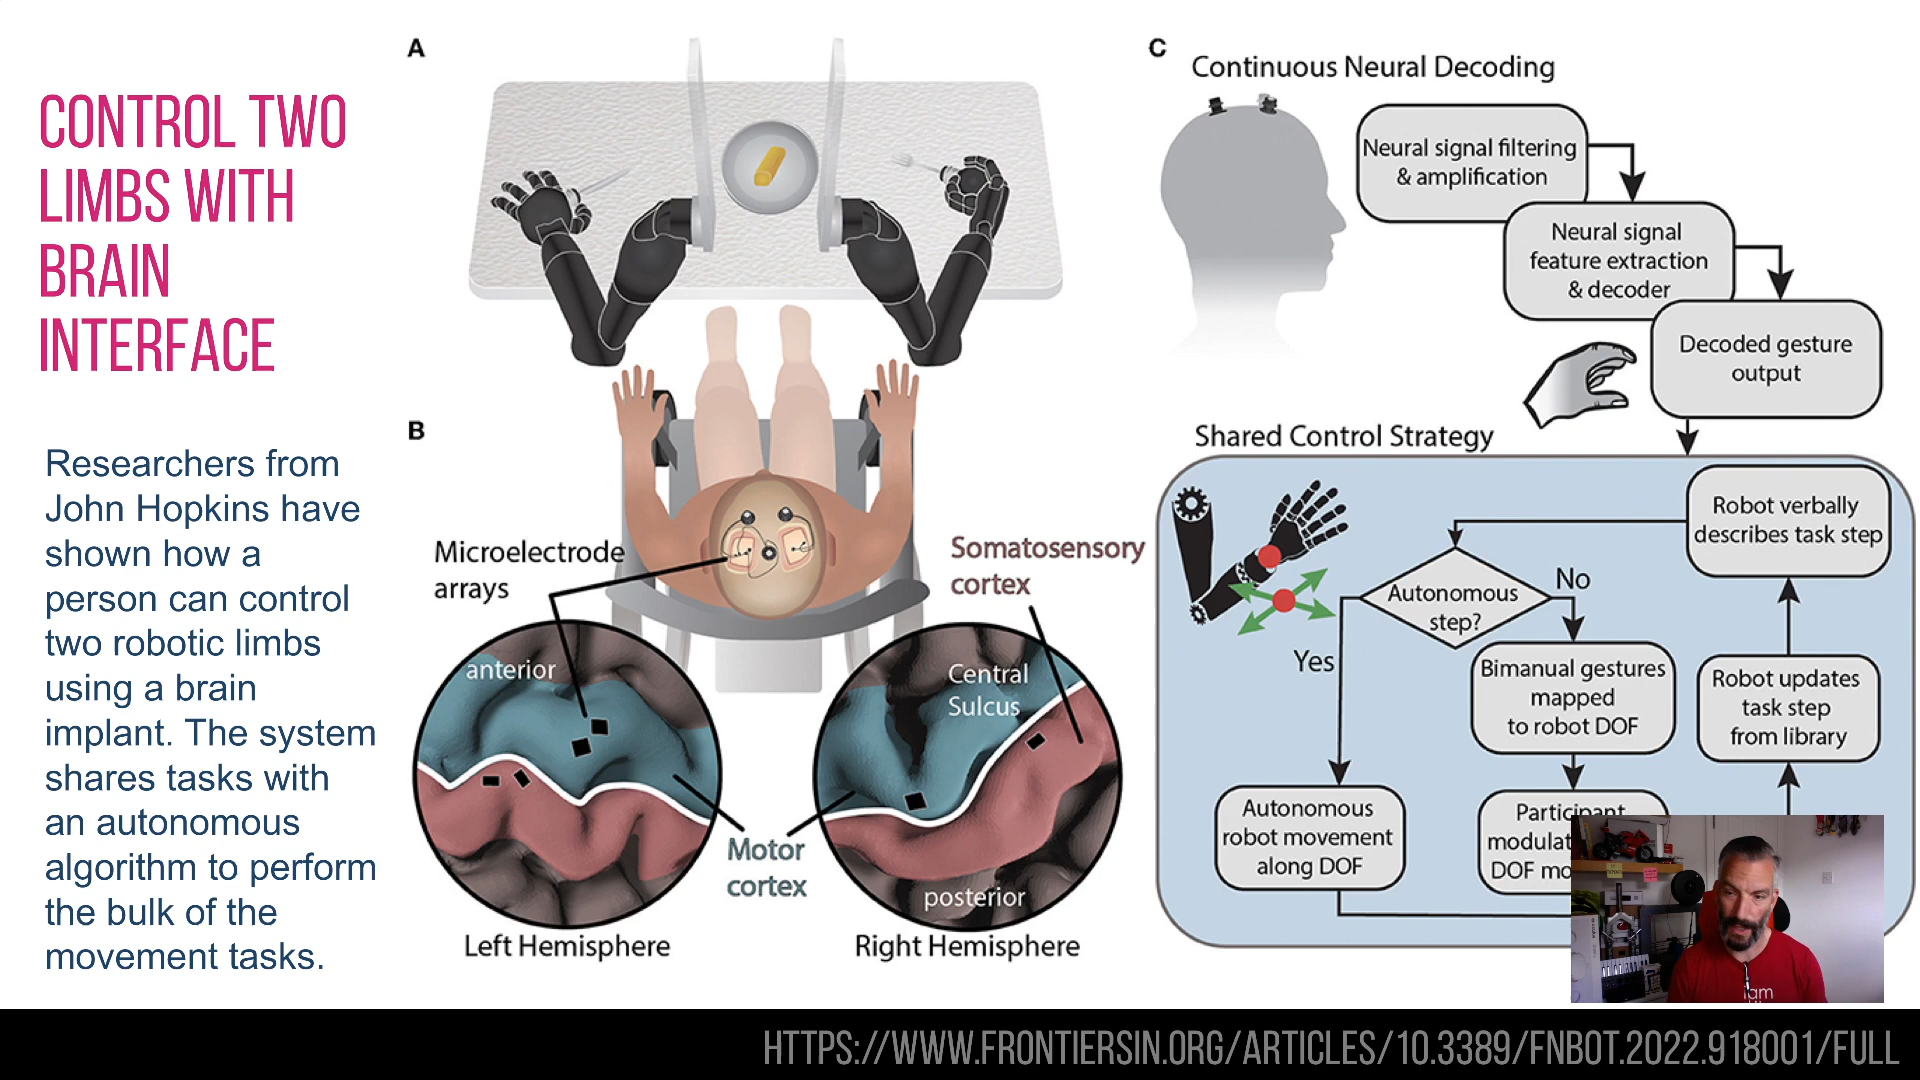 CONTROL TWO
LIMBS WITH
BRAIN
INTERFACE
Researchers from
John Hopkins have
shown how a
person can control
two robotic limbs
using a brain
implant. The system
shares tasks with
an autonomous
algorithm to perform
the bulk of the
movement tasks.
A
B
Microelectrode
arrays
Somatosensory
cortex
anterior
Central
Sulcus
Motor
cortex
posterior
Left Hemisphere
Right Hemisphere
C
Continuous Neural Decoding
Neural signal filtering
& amplification
Neural signal
feature extraction
& decoder
Decoded gesture
output
Shared Control Strategy
Robot verbally
describes task step
Autonomous
step?
No
Yes
Bimanual gestures
mapped
to robot DOF
Robot updates
task step
from library
Autonomous
robot movement
along DOF
Participant
modulat
DOF mo
am
HTTPS://WWW.FRONTIERSIN.ORG/ARTICLES/10.3389/FNBOT.2022.918001/FULL